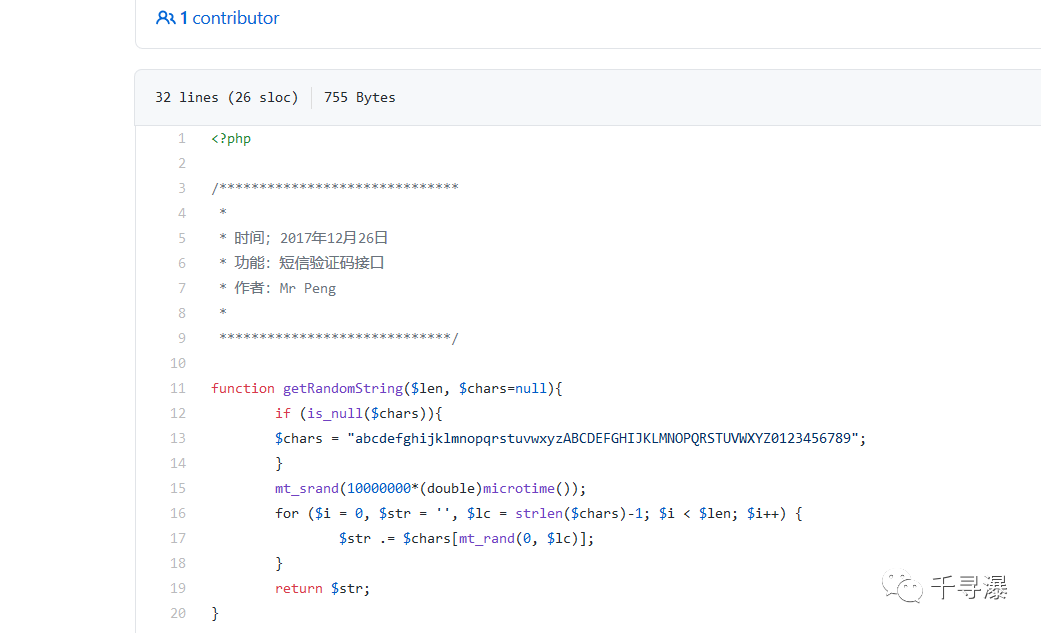 1 contributor
32 lines (26 sloc) 755 Bytes
1 <?php
2
3 /******************************
4 *
5 * 时间; 2017年12月26日
6 * 功能: 短信验证码接口
7 * 作者: Mr Peng
8 *
9 *****************************/
10
11 function getRandomString($len, $chars=null){
12 if (is_null($chars)){
13 $chars = "abcdefghijklmnopqrstuvwxyzABCDEFGHIJKLMNOPQRSTUVWXYZ0123456789";
14 }
15 mt_srand(10000000*(double)microtime());
16 for ($i = 0, $str = '', $lc = strlen($chars)-1; $i < $len; $i++) {
17 $str .= $chars[mt_rand(0, $lc)];
18 }
19 return $str;
20 }
千寻瀑